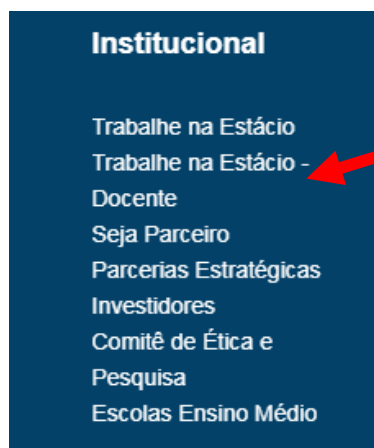 Institucional
Trabalhe na Estácio
Trabalhe na Estácio -
Docente
Seja Parceiro
Parcerias Estratégicas
Investidores
Comitê de Ética e
Pesquisa
Escolas Ensino Médio